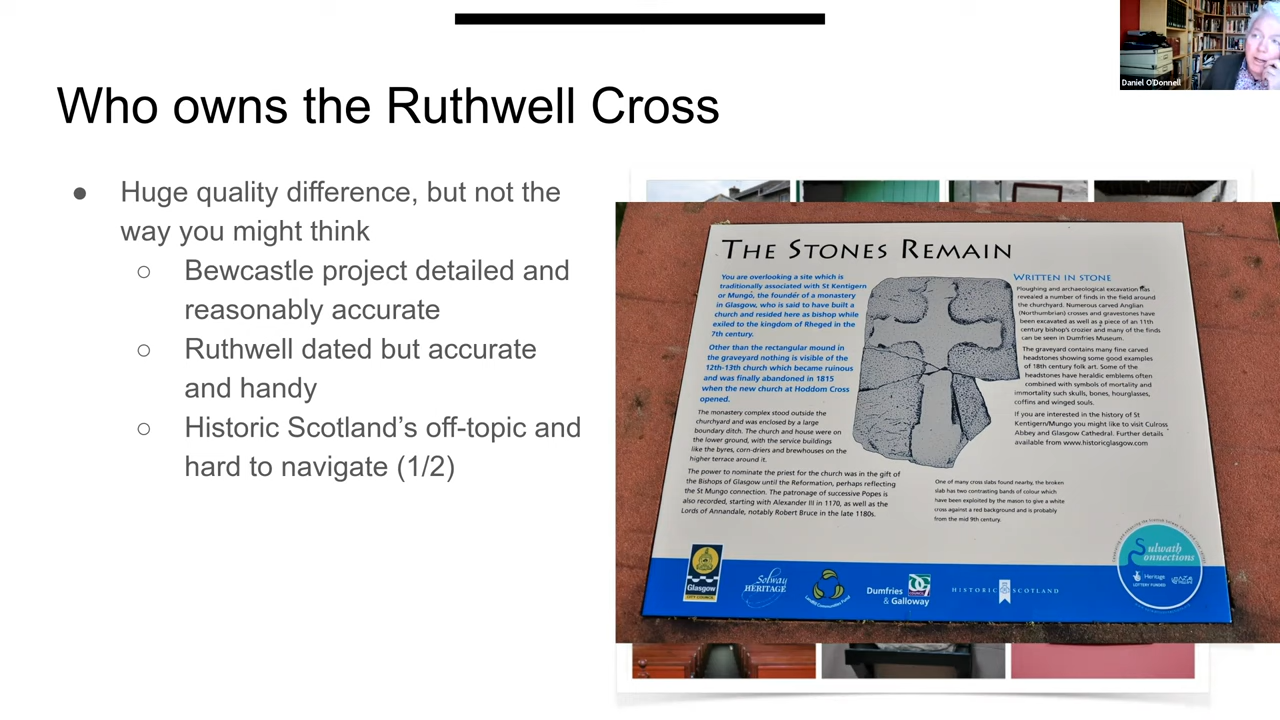 Daniel O'Donnell
Who owns the Ruthwell Cross
● Huge quality difference, but not the
way you might think
○ Bewcastle project detailed and
reasonably accurate
○ Ruthwell dated but accurate
and handy
○ Historic Scotland's off-topic and
hard to navigate (1/2)
THE STONES REMAIN
You are overlooking a site which is
traditionally associated with St Kentigern
or Mungo, the founder of a monastery
in Glasgow, who is said to have built a
church and resided here as bishop while
exiled to the kingdom of Rheged in the
7th century.
Other than the rectangular mound in
the graveyard nothing is visible of the
12th-13th church which became ruinous
and was finally abandoned in 1815
when the new church at Hoddom Cross
opened.
The monastery complex stood outside the
churchyard and was enclosed by a large
boundary ditch. The church and house were on
the lower ground, with the service buildings
like the byres, corn-driers and brewhouses on the
higher terrace around it.
The power to nominate the priest for the church was in the gift of
the Bishops of Glasgow until the Reformation, perhaps reflecting
the St Mungo connection. The patronage of successive Popes is
also recorded, starting with Alexander III in 1170, as well as the
Lords of Annandale, notably Robert Bruce in the late 1180s.
WRITTEN IN STONE
Ploughing and archaeological excavation has
revealed a number of finds in the field around
the churchyard. Numerous carved Anglian
(Northumbrian) crosses and gravestones have
been excavated as well as a piece of an 11th
century bishop's crozier and many of the finds
can be seen in Dumfries Museum.
The graveyard contains many fine carved
headstones showing some good examples
of 18th century folk art. Some of the
headstones have heraldic emblems often
combined with symbols of mortality and
immortality such skulls, bones, hourglasses,
coffins and winged souls.
If you are interested in the history of St
Kentigern/Mungo you might like to visit Culross
Abbey and Glasgow Cathedral. Further details
available from www.historicglasgow.com
One of many cross slabs found nearby, the broken
slab has two contrasting bands of colour which
have been exploited by the mason to give a white
cross against a red background and is probably
from the mid 9th century.
Glasgow
CITY COUNCIL
Solway
HERITAGE
Landfill Communities Fund
Dumfries
& Galloway
COUNCIL
HISTORIC SCOTLAND
Sulwath
Connections
Heritage
LOTTERY FUNDED